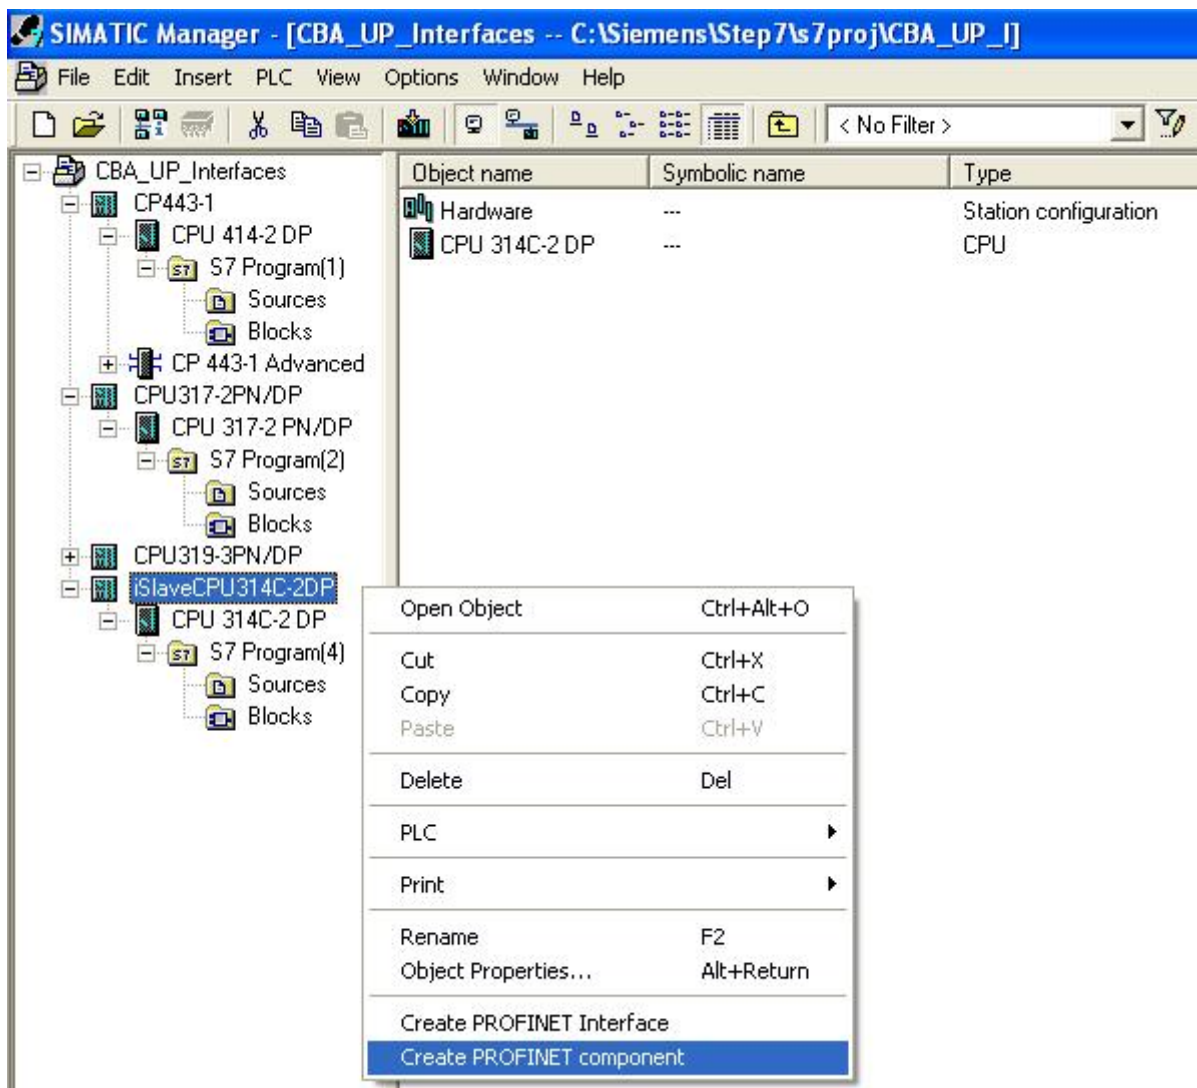 SIMATIC Manager - [CBA_UP_Interfaces -- C:\Siemens\Step7\s7proj\CBA_UP_I]
File Edit Insert PLC View Options Window Help
< No Filter >
CBA_UP_Interfaces
CP443-1
CPU 414-2 DP
S7 Program(1)
Sources
Blocks
CP 443-1 Advanced
CPU317-2PN/DP
CPU 317-2 PN/DP
S7 Program(2)
Sources
Blocks
CPU319-3PN/DP
iSlaveCPU314C-2DP
CPU 314C-2 DP
S7 Program(4)
Sources
Blocks
Object name Symbolic name Type
Hardware --- Station configuration
CPU 314C-2 DP --- CPU
Open Object Ctrl+Alt+O
Cut Ctrl+X
Copy Ctrl+C
Paste Ctrl+V
Delete Del
PLC
Print
Rename F2
Object Properties... Alt+Return
Create PROFINET Interface
Create PROFINET component